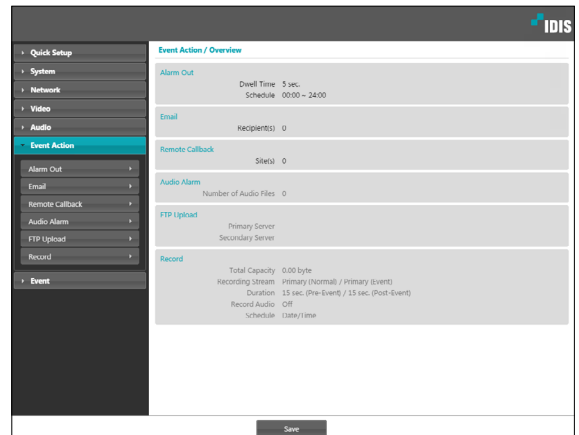 IDIS
Quick Setup
System
Network
Video
Audio
Event Action
Alarm Out
Email
Remote Callback
Audio Alarm
FTP Upload
Record
Event
Event Action / Overview
Alarm Out
Dwell Time 5 sec.
Schedule 00:00 ~ 24:00
Email
Recipient(s) 0
Remote Callback
Site(s) 0
Audio Alarm
Number of Audio Files 0
FTP Upload
Primary Server
Secondary Server
Record
Total Capacity 0.00 byte
Recording Stream Primary (Normal) / Primary (Event)
Duration 15 sec. (Pre-Event) / 15 sec. (Post-Event)
Record Audio Off
Schedule Date/Time
Save